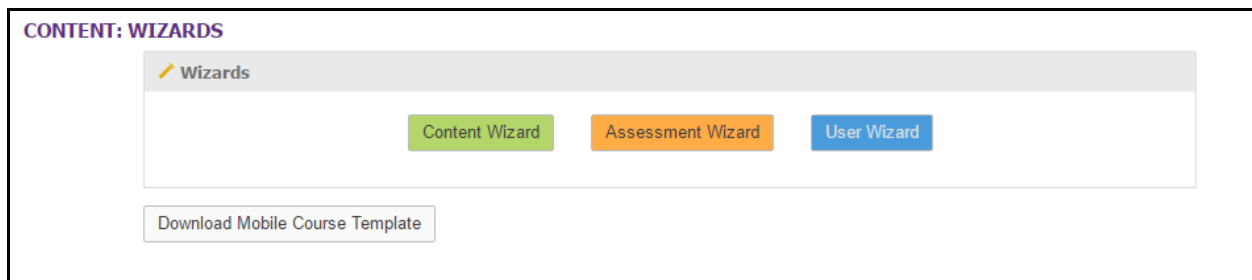 CONTENT: WIZARDS
Wizards
Content Wizard Assessment Wizard User Wizard
Download Mobile Course Template